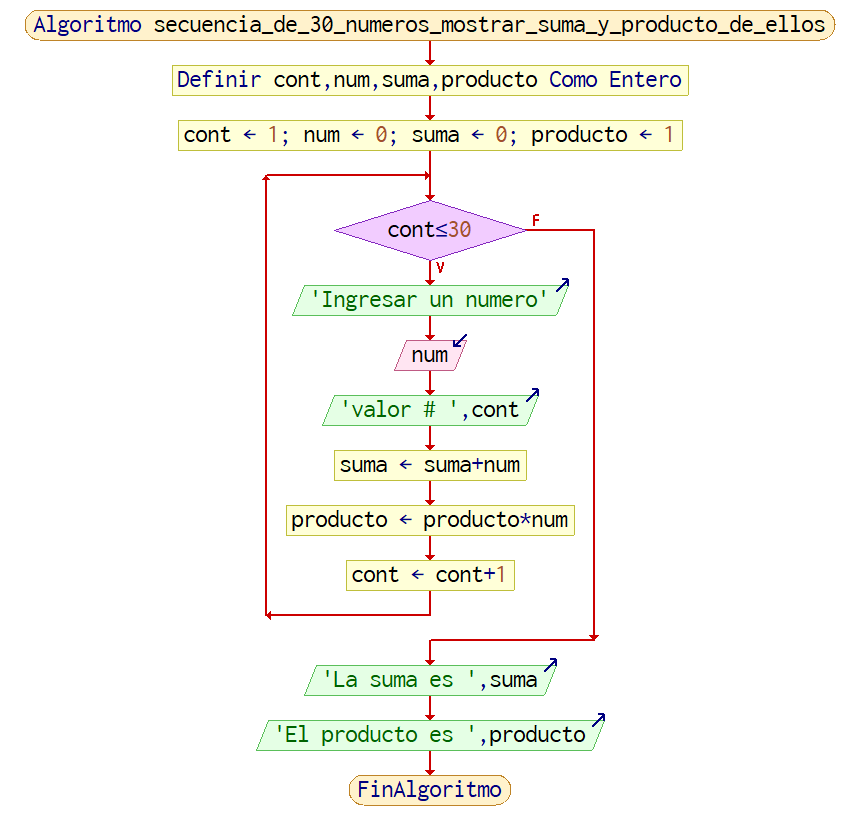 Algoritmo secuencia_de_30_numeros_mostrar_suma_y_producto_de_ellos
Definir cont,num,suma,producto Como Entero
cont ← 1; num ← 0; suma ← 0; producto ← 1
cont≤30
F
V
'Ingresar un numero'
num
'valor # ',cont
suma ← suma+num
producto ← producto*num
cont ← cont+1
'La suma es ',suma
'El producto es ',producto
FinAlgoritmo